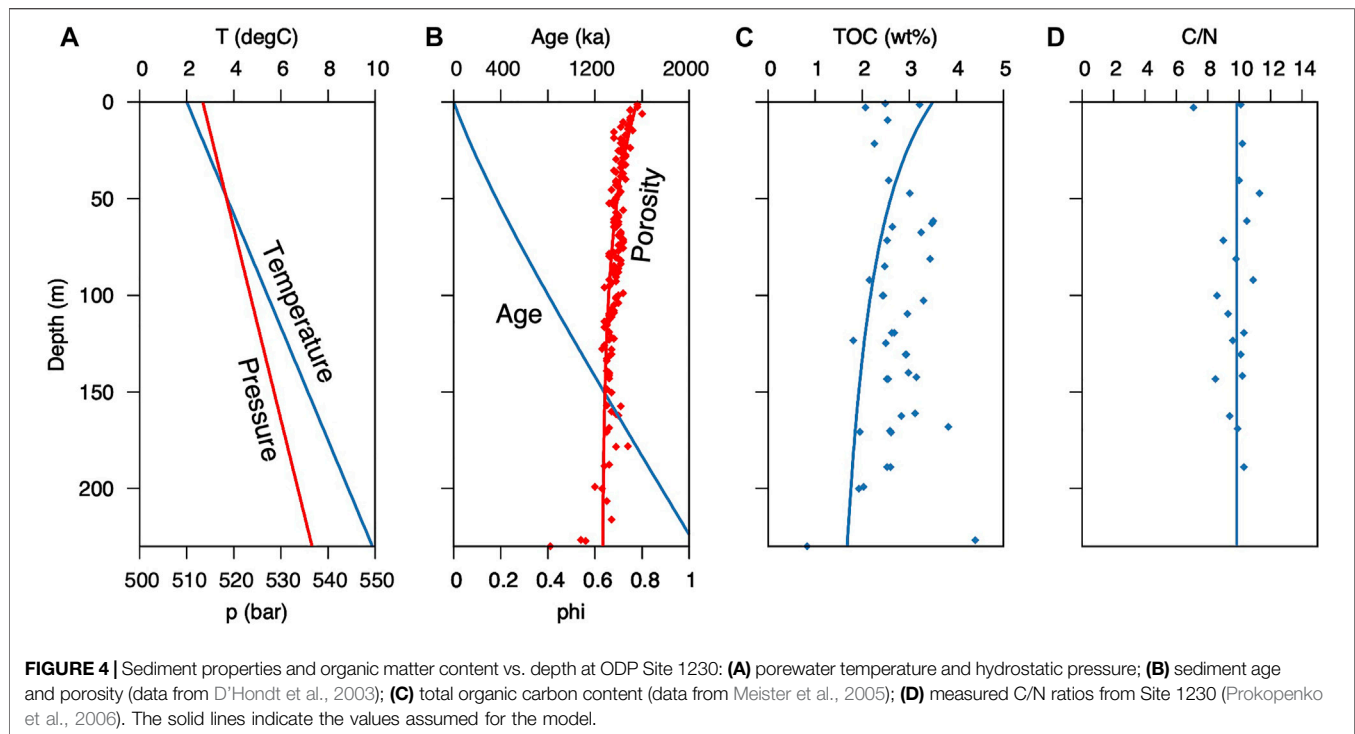 A T (degC) B Age (ka) C TOC (wt%) D C/N
0 2 4 6 8 10 0 400 1200 2000 0 1 2 3 4 5 0 2 4 6 8 10 12 14
0
50
100
150
200
Depth (m)
Temperature
Pressure
Age
Porosity
500 510 520 530 540 550 0 0.2 0.4 0.6 0.8 1
p (bar) phi
FIGURE 4 | Sediment properties and organic matter content vs. depth at ODP Site 1230: (A) porewater temperature and hydrostatic pressure; (B) sediment age
and porosity (data from D'Hondt et al., 2003); (C) total organic carbon content (data from Meister et al., 2005); (D) measured C/N ratios from Site 1230 (Prokopenko
et al., 2006). The solid lines indicate the values assumed for the model.